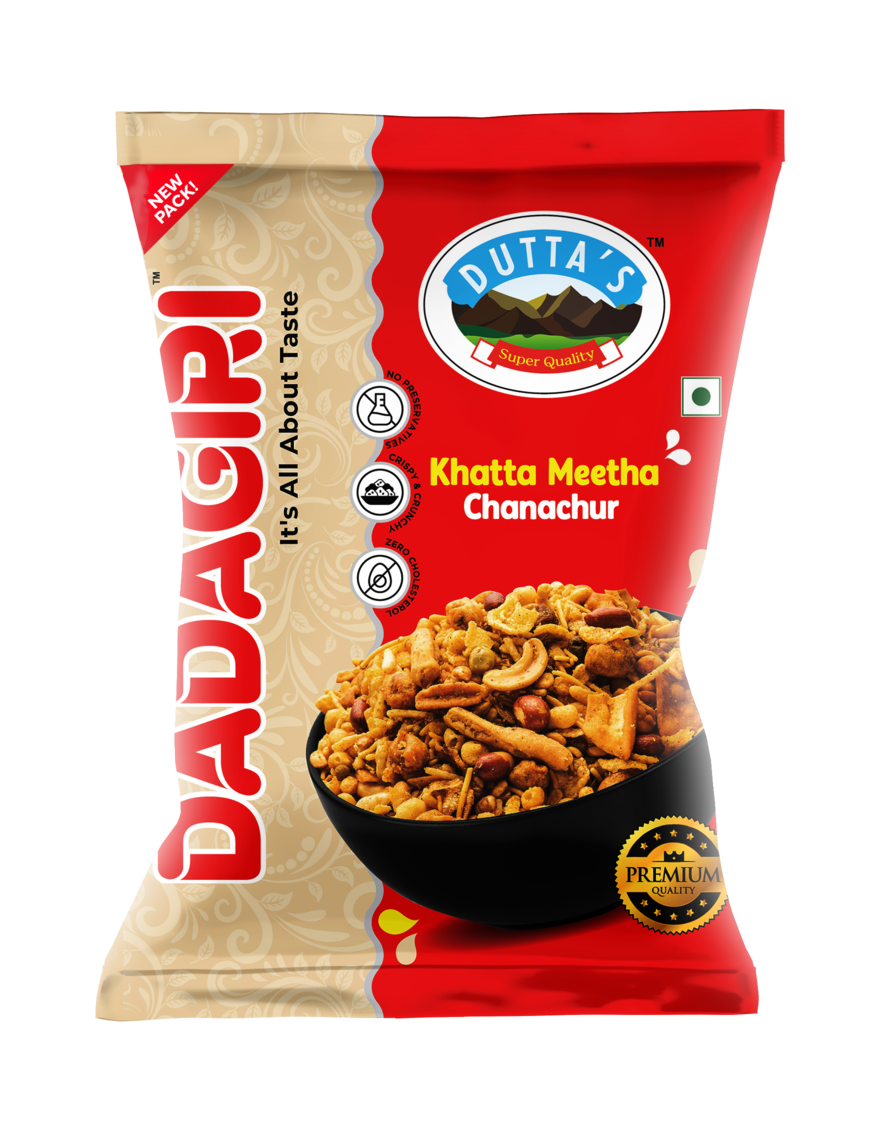 NEW
PACK!
DADAGIRI
TM
It's All About Taste
DUTTA'S
TM
Super Quality
NO PRESERVATIVES
CRISPY & CRUNCHY
ZERO CHOLESTEROL
Khatta Meetha
Chanachur
PREMIUM
QUALITY